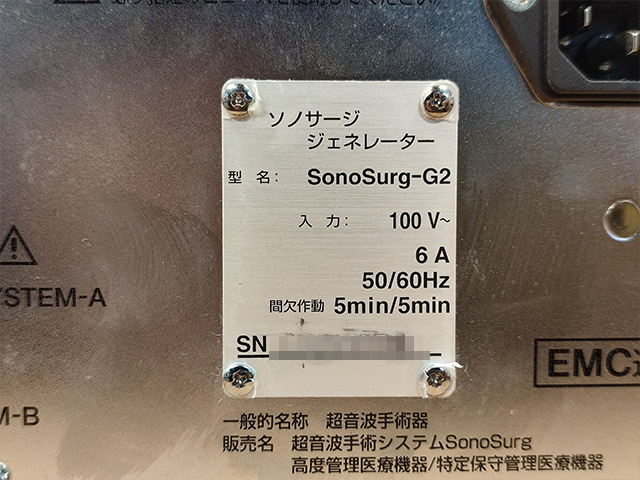 ソノサージ
ジェネレーター
型 名: SonoSurg-G2
入 力: 100 V~
6 A
50/60Hz
間欠作動 5min/5min
SN
YSTEM-A
EMC
M-B
一般的名称 超音波手術器
販売名 超音波手術システムSonoSurg
高度管理医療機器/特定保守管理医療機器